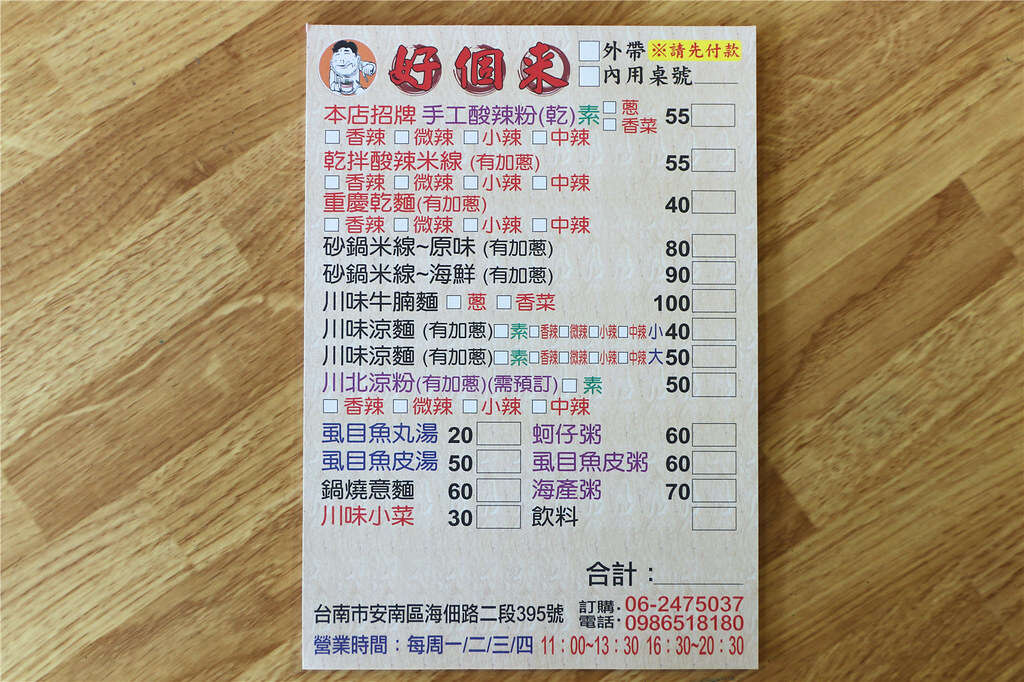 好個來 □外帶 ※請先付款
□內用桌號____
本店招牌 手工酸辣粉(乾) 素 □蔥 □香菜 55
□香辣 □微辣 □小辣 □中辣
乾拌酸辣米線 (有加蔥) 55
□香辣 □微辣 □小辣 □中辣
重慶乾麵(有加蔥) 40
□香辣 □微辣 □小辣 □中辣
砂鍋米線~原味 (有加蔥) 80
砂鍋米線~海鮮 (有加蔥) 90
川味牛腩麵 □蔥 □香菜 100
川味涼麵 (有加蔥)□素□香辣□微辣□小辣□中辣 小40
川味涼麵 (有加蔥)□素□香辣□微辣□小辣□中辣 大50
川北涼粉(有加蔥)(需預訂)□ 素 50
□香辣 □微辣 □小辣 □中辣
虱目魚丸湯 20 蚵仔粥 60
虱目魚皮湯 50 虱目魚皮粥 60
鍋燒意麵 60 海產粥 70
川味小菜 30 飲料
合計：______
台南市安南區海佃路二段395號 訂購電話：06-2475037
0986518180
營業時間：每周一/二/三/四 11：00~13：30 16：30~20：30